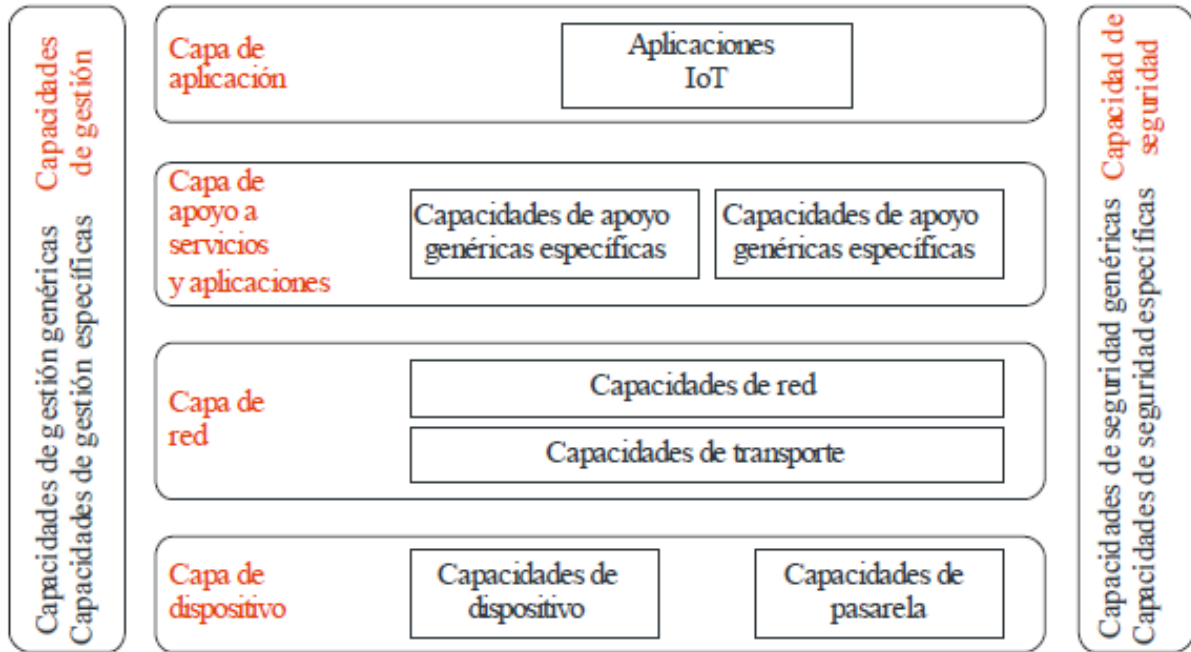 Capacidades
de gestión
Capacidades de gestión genéricas
Capacidades de gestión específicas
Capa de
aplicación
Aplicaciones
IoT
Capa de
apoyo a
servicios
y aplicaciones
Capacidades de apoyo
genéricas específicas
Capacidades de apoyo
genéricas específicas
Capa de
red
Capacidades de red
Capacidades de transporte
Capa de
dispositivo
Capacidades de
dispositivo
Capacidades de
pasarela
Capacidad de
seguridad
Capacidades de seguridad genéricas
Capacidades de seguridad específicas